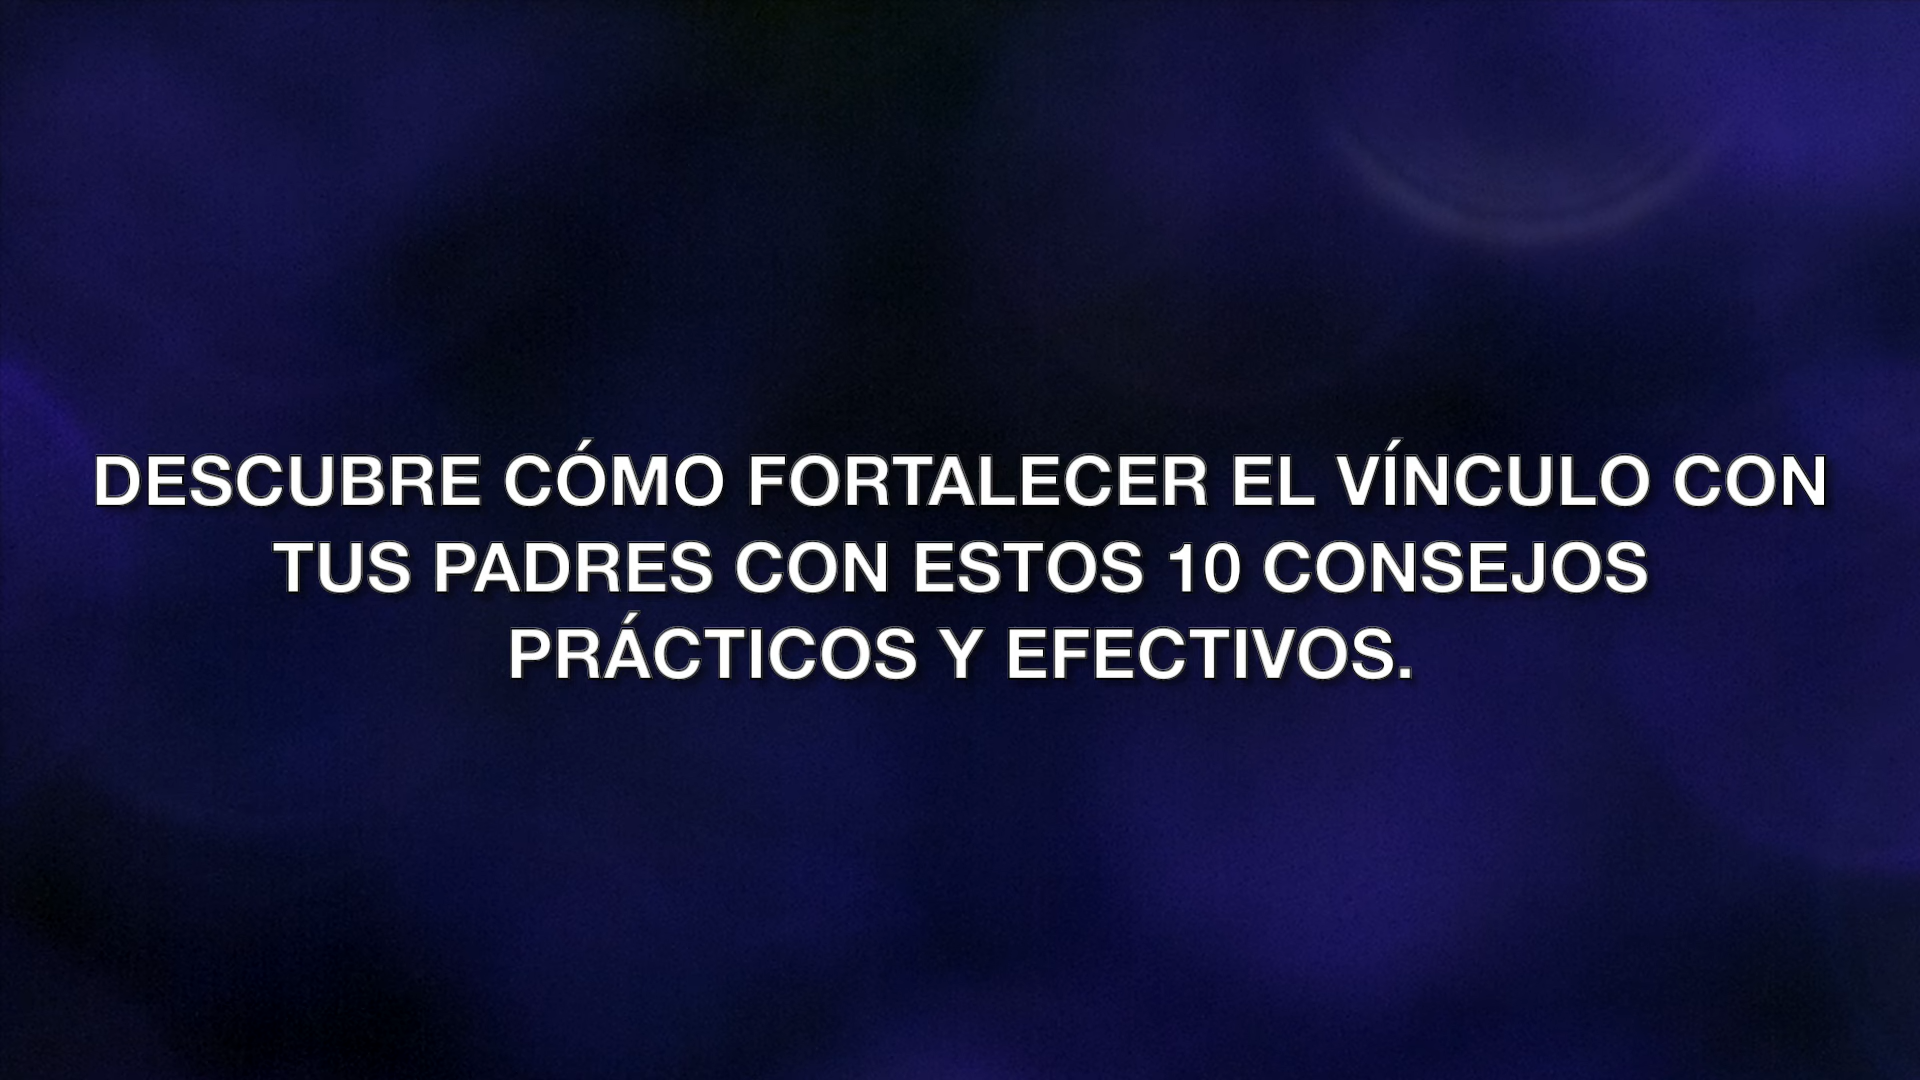 DESCUBRE CÓMO FORTALECER EL VÍNCULO CON
TUS PADRES CON ESTOS 10 CONSEJOS
PRÁCTICOS Y EFECTIVOS.